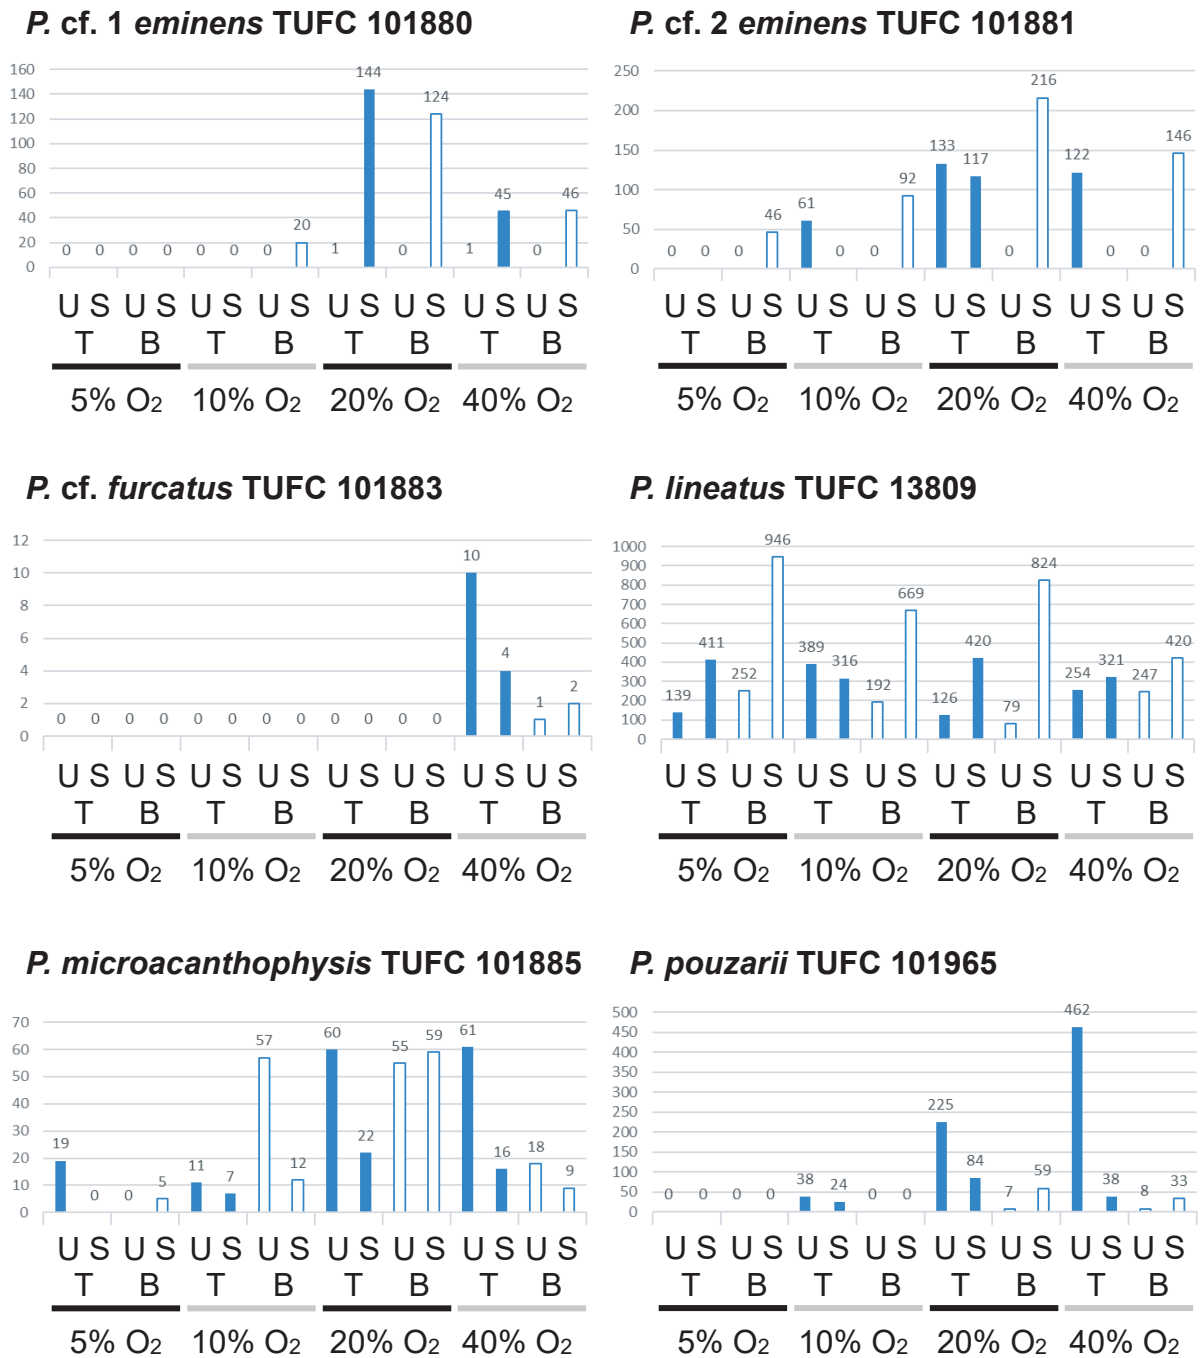 P. cf. 1 eminens TUFC 101880
160
140
120
100
80
60
40
20
0
0 0 0 0 0 0 0 20 1 144 0 124 1 45 0 46
U S U S U S U S U S U S U S U S
T B T B T B T B
5% O2 10% O2 20% O2 40% O2
P. cf. 2 eminens TUFC 101881
250
200
150
100
50
0
0 0 0 46 61 0 0 92 133 117 0 216 122 0 0 146
U S U S U S U S U S U S U S U S
T B T B T B T B
5% O2 10% O2 20% O2 40% O2
P. cf. furcatus TUFC 101883
12
10
8
6
4
2
0
0 0 0 0 0 0 0 0 0 0 0 0 10 4 1 2
U S U S U S U S U S U S U S U S
T B T B T B T B
5% O2 10% O2 20% O2 40% O2
P. lineatus TUFC 13809
1000
900
800
700
600
500
400
300
200
100
0
139 411 252 946 389 316 192 669 126 420 79 824 254 321 247 420
U S U S U S U S U S U S U S U S
T B T B T B T B
5% O2 10% O2 20% O2 40% O2
P. microacanthophysis TUFC 101885
70
60
50
40
30
20
10
0
19 0 0 5 11 7 57 12 60 22 55 59 61 16 18 9
U S U S U S U S U S U S U S U S
T B T B T B T B
5% O2 10% O2 20% O2 40% O2
P. pouzarii TUFC 101965
500
450
400
350
300
250
200
150
100
50
0
0 0 0 0 38 24 0 0 225 84 7 59 462 38 8 33
U S U S U S U S U S U S U S U S
T B T B T B T B
5% O2 10% O2 20% O2 40% O2